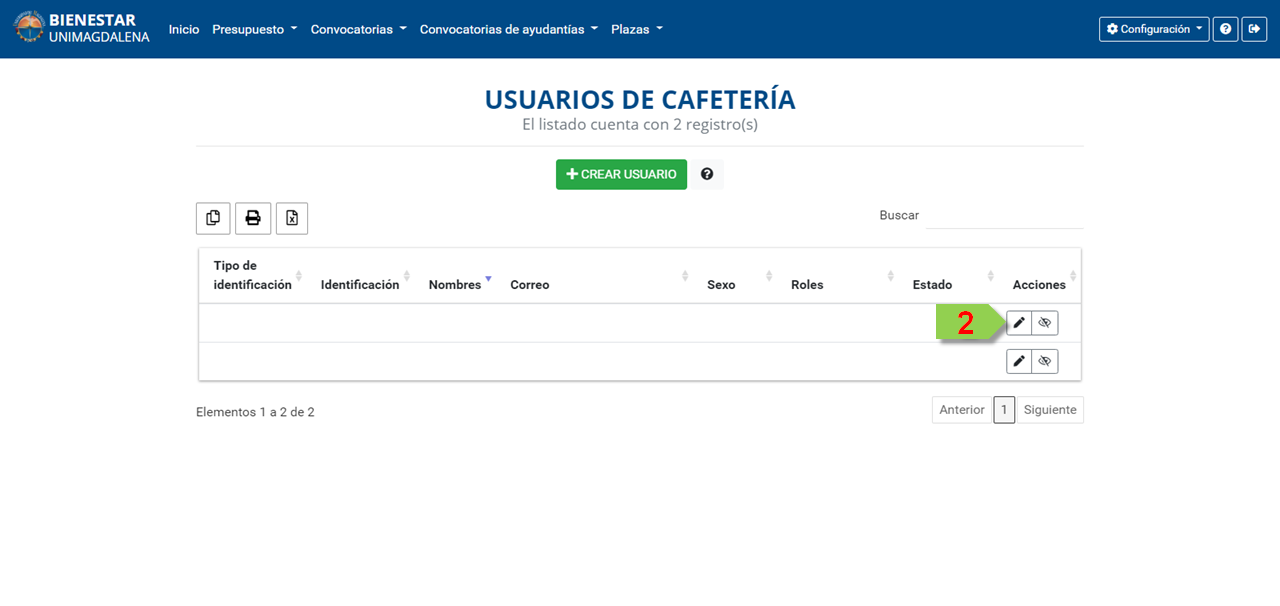 BIENESTAR
UNIMAGDALENA
Inicio Presupuesto Convocatorias Convocatorias de ayudantías Plazas Configuración
USUARIOS DE CAFETERÍA
El listado cuenta con 2 registro(s)
CREAR USUARIO
Buscar
Tipo de
identificación Identificación Nombres Correo Sexo Roles Estado Acciones
2
Elementos 1 a 2 de 2
Anterior 1 Siguiente